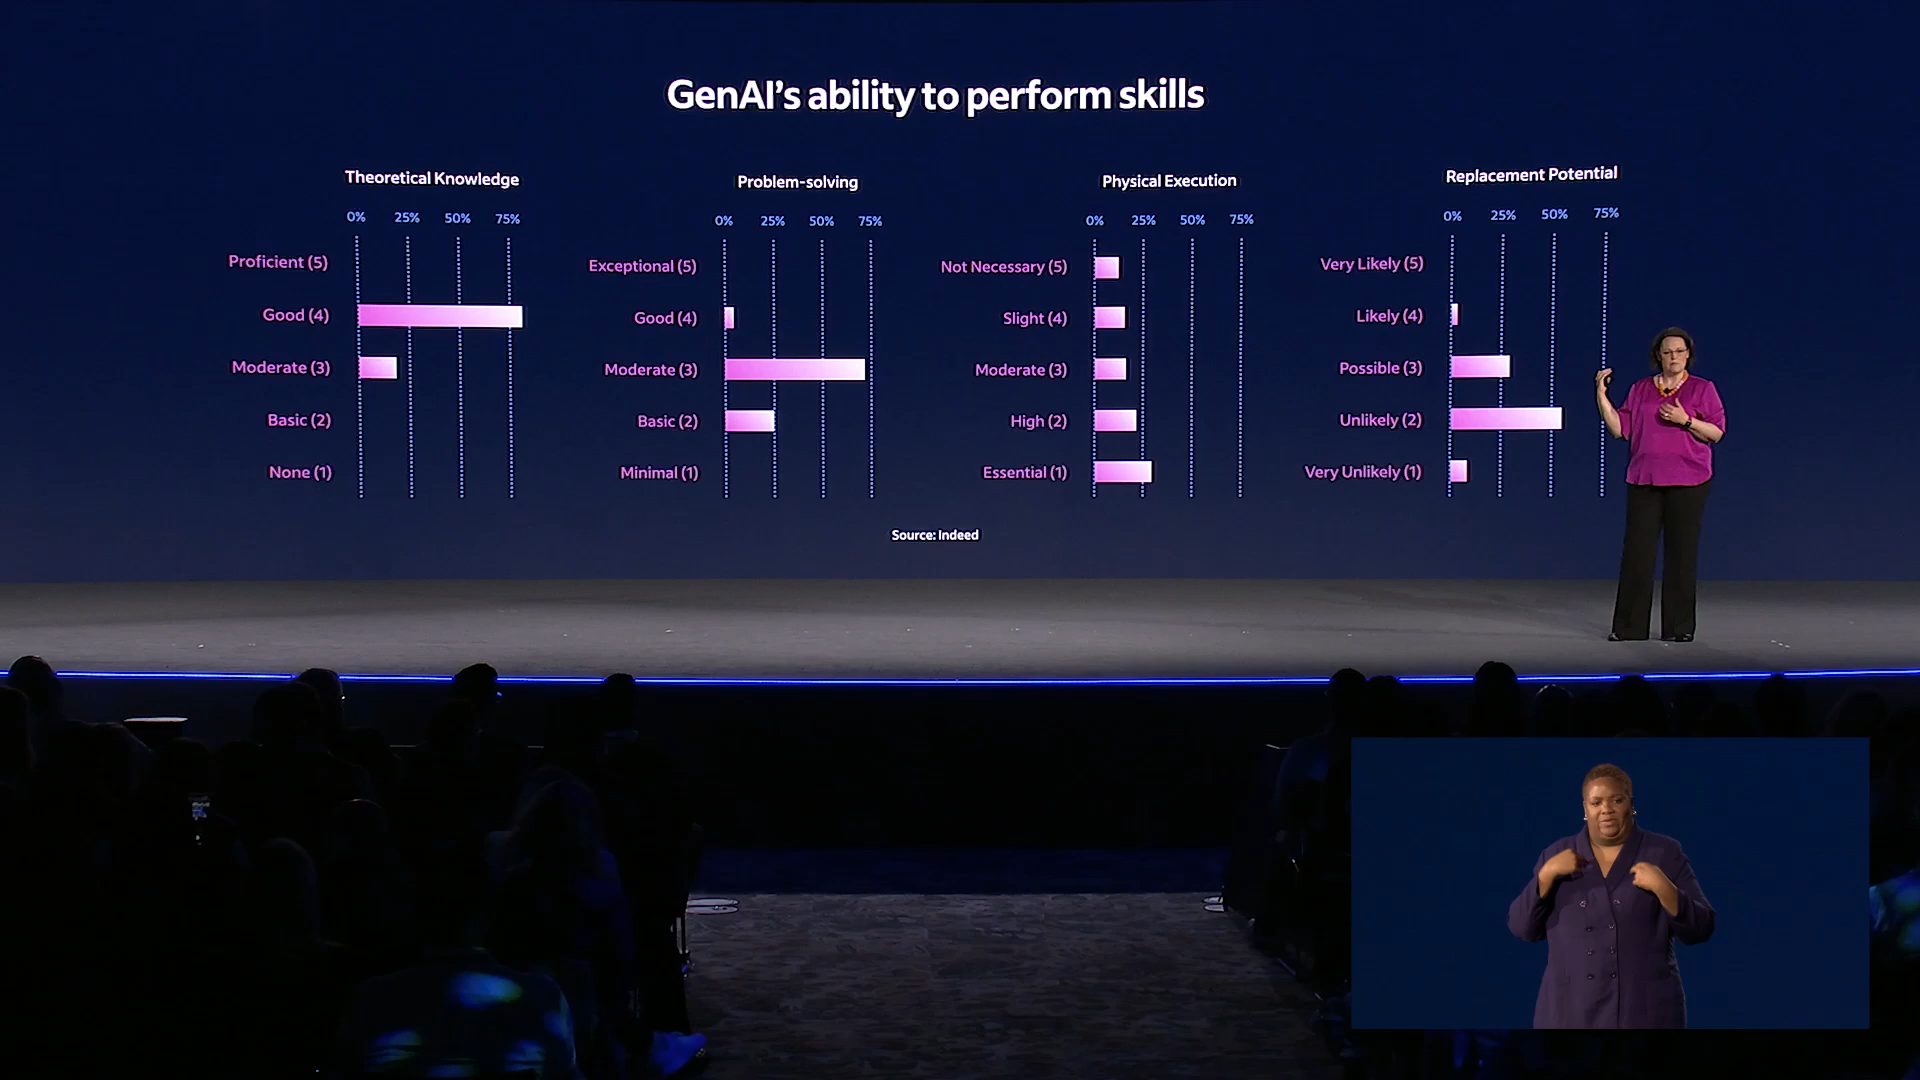 GenAI's ability to perform skills
Theoretical Knowledge
0% 25% 50% 75%
Proficient (5)
Good (4)
Moderate (3)
Basic (2)
None (1)
Problem-solving
0% 25% 50% 75%
Exceptional (5)
Good (4)
Moderate (3)
Basic (2)
Minimal (1)
Physical Execution
0% 25% 50% 75%
Not Necessary (5)
Slight (4)
Moderate (3)
High (2)
Essential (1)
Replacement Potential
0% 25% 50% 75%
Very Likely (5)
Likely (4)
Possible (3)
Unlikely (2)
Very Unlikely (1)
Source: Indeed